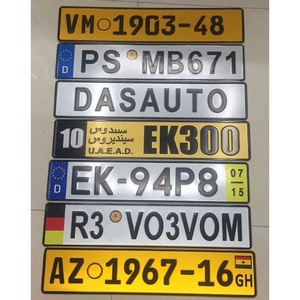 VM 1903-48
D PS MB671
DASAUTO
10 U.A.E.A.D. EK300
D EK-94P8 07 15
R3 VO3VOM
AZ 1967-16 GH